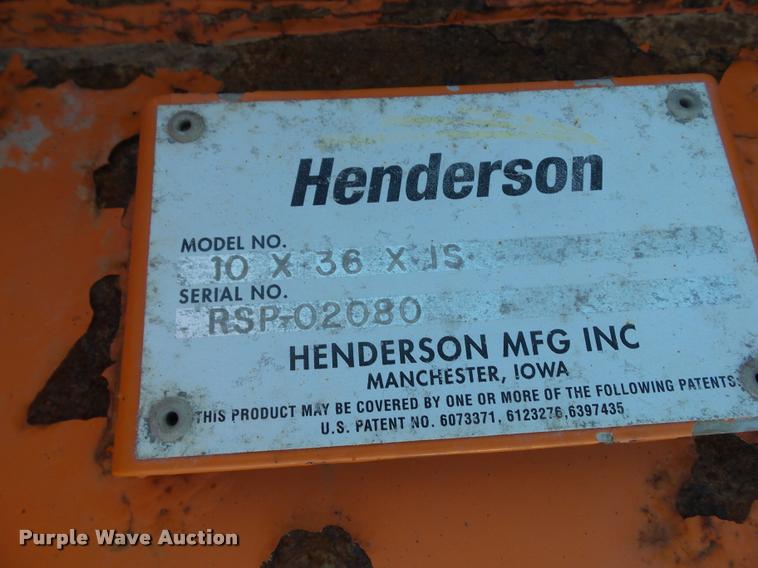 Henderson
MODEL NO.
10 X 36 X IS
SERIAL NO.
RSP-02080
HENDERSON MFG INC
MANCHESTER, IOWA
THIS PRODUCT MAY BE COVERED BY ONE OR MORE OF THE FOLLOWING PATENTS:
U.S. PATENT NO. 6073371, 6123276,6397435
Purple Wave Auction